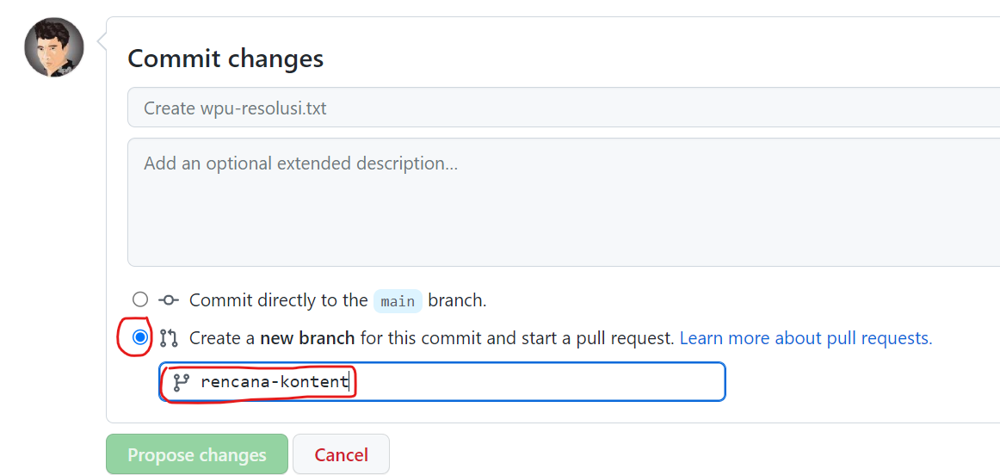 Commit changes
Create wpu-resolusi.txt
Add an optional extended description...
Commit directly to the main branch.
Create a new branch for this commit and start a pull request. Learn more about pull requests.
rencana-kontent
Propose changes
Cancel